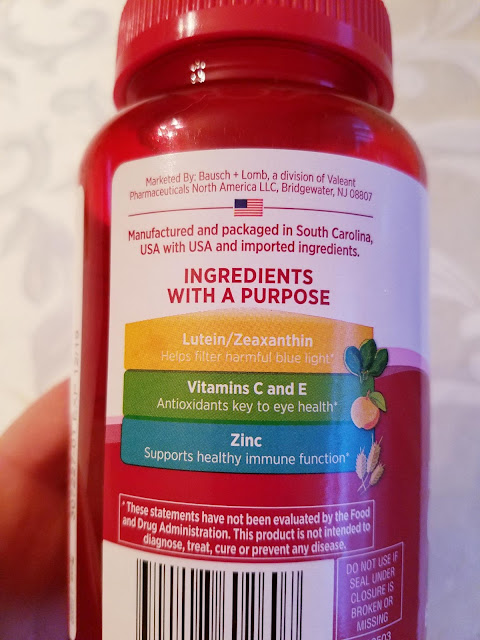 Marketed By: Bausch + Lomb, a division of Valeant
Pharmaceuticals North America LLC, Bridgewater, NJ 08807
Manufactured and packaged in South Carolina,
USA with USA and imported ingredients.
INGREDIENTS
WITH A PURPOSE
Lutein/Zeaxanthin
Helps filter harmful blue light*
Vitamins C and E
Antioxidants key to eye health*
Zinc
Supports healthy immune function*
* These statements have not been evaluated by the Food
and Drug Administration. This product is not intended to
diagnose, treat, cure or prevent any disease.
DO NOT USE IF
SEAL UNDER
CLOSURE IS
BROKEN OR
MISSING